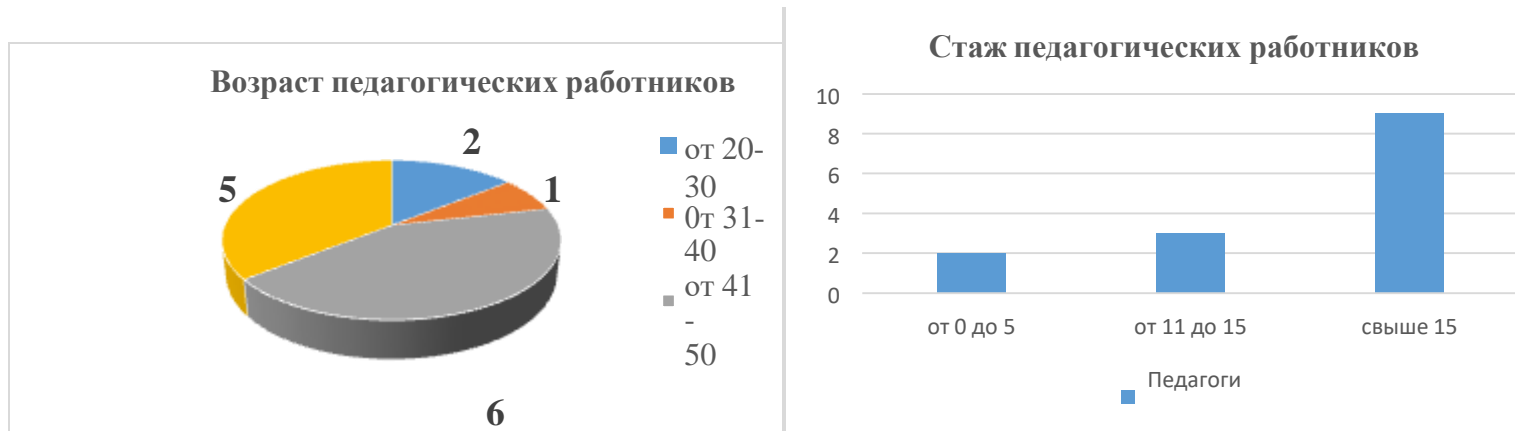 Возраст педагогических работников
2
5
1
6
от 20-
30
0т 31-
40
от 41
-
50
Стаж педагогических работников
10
8
6
4
2
0
от 0 до 5
от 11 до 15
свыше 15
Педагоги